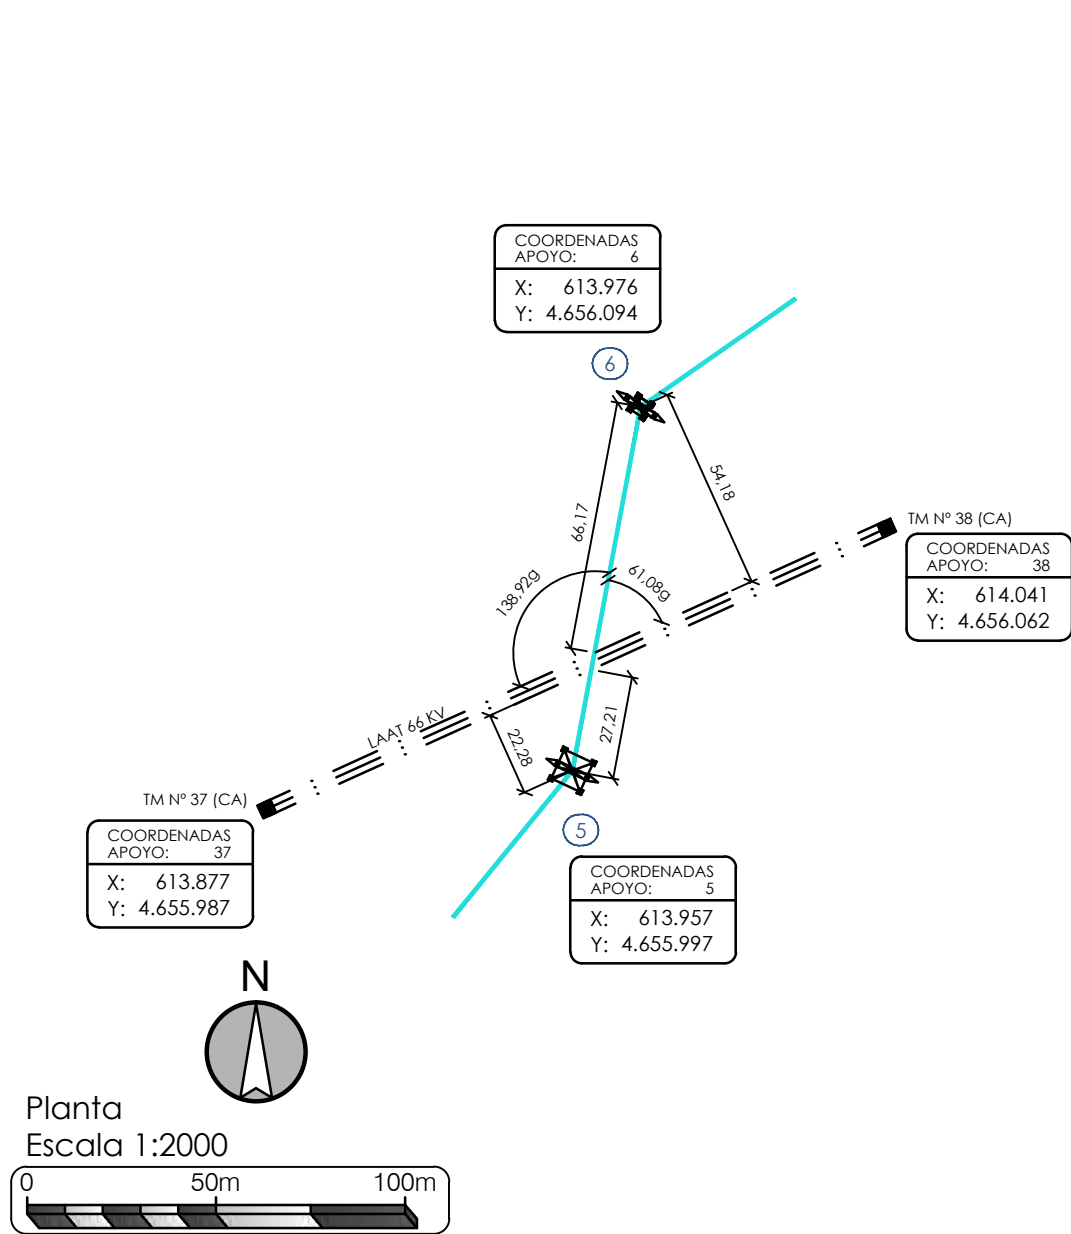 COORDENADAS
APOYO: 6
X: 613.976
Y: 4.656.094
6
54,18
66,17
TM Nº 38 (CA)
COORDENADAS
APOYO: 38
X: 614.041
Y: 4.656.062
138,92g
61,08g
LAAT 66 KV
27,21
22,28
TM Nº 37 (CA)
COORDENADAS
APOYO: 37
X: 613.877
Y: 4.655.987
5
COORDENADAS
APOYO: 5
X: 613.957
Y: 4.655.997
N
Planta
Escala 1:2000
0 50m 100m